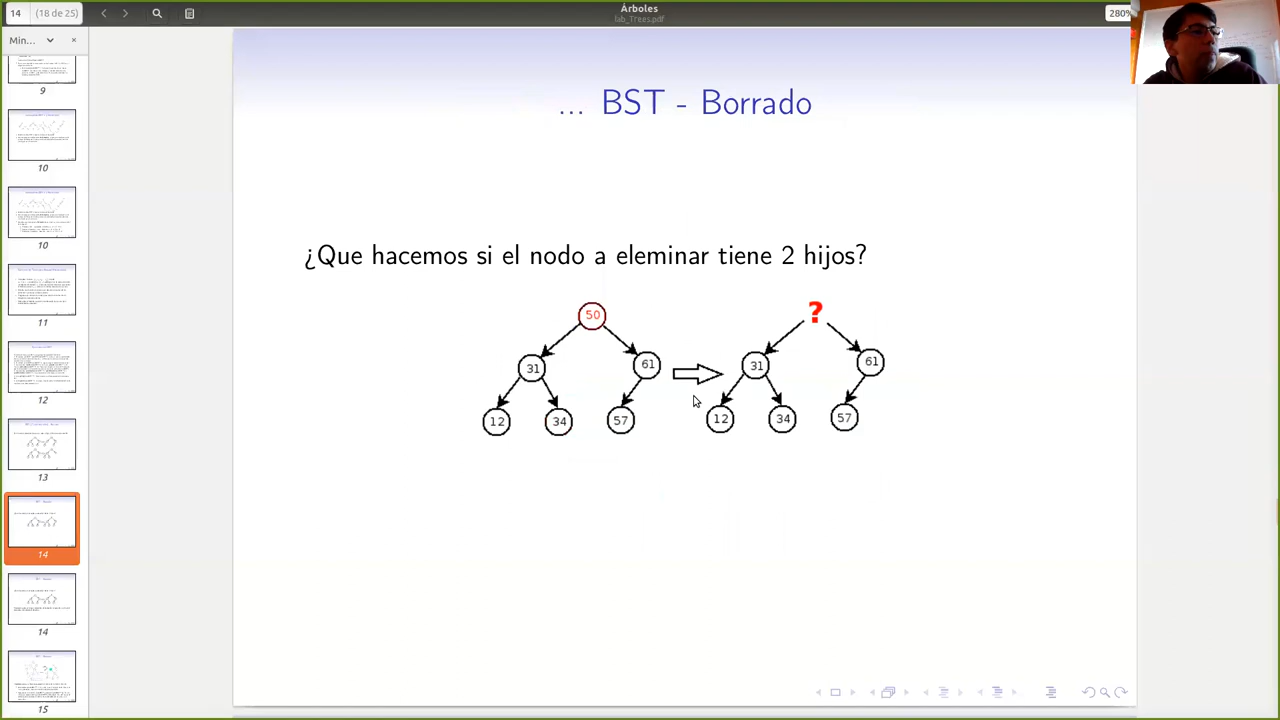 14 (18 de 25)
Árboles
lab_Trees.pdf
280%
Min...
9
10
10
11
12
13
14
14
15
... BST - Borrado
¿Que hacemos si el nodo a eleminar tiene 2 hijos?
50 ?
31 61 31 61
12 34 57 12 34 57